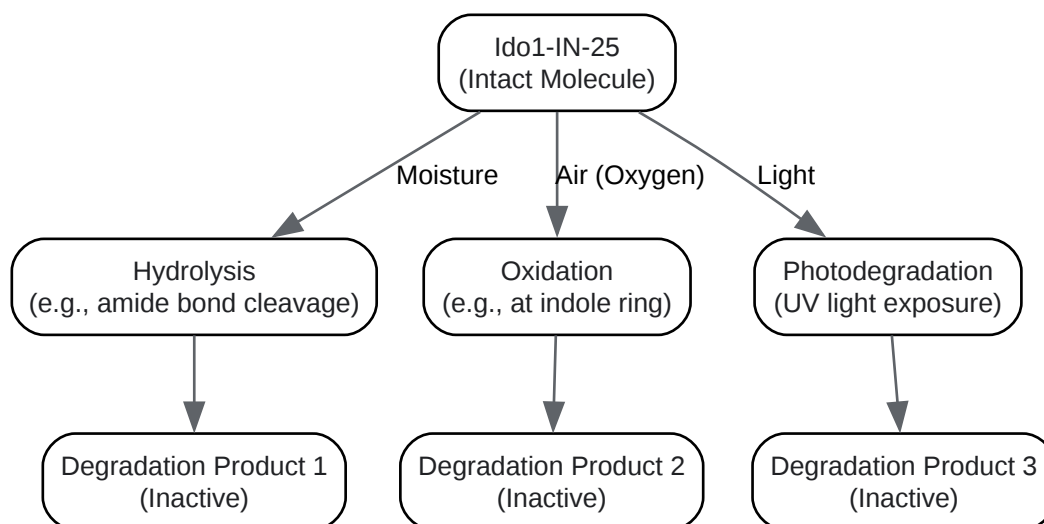 Ido1-IN-25
(Intact Molecule)
Moisture
Air (Oxygen)
Light
Hydrolysis
(e.g., amide bond cleavage)
Oxidation
(e.g., at indole ring)
Photodegradation
(UV light exposure)
Degradation Product 1
(Inactive)
Degradation Product 2
(Inactive)
Degradation Product 3
(Inactive)